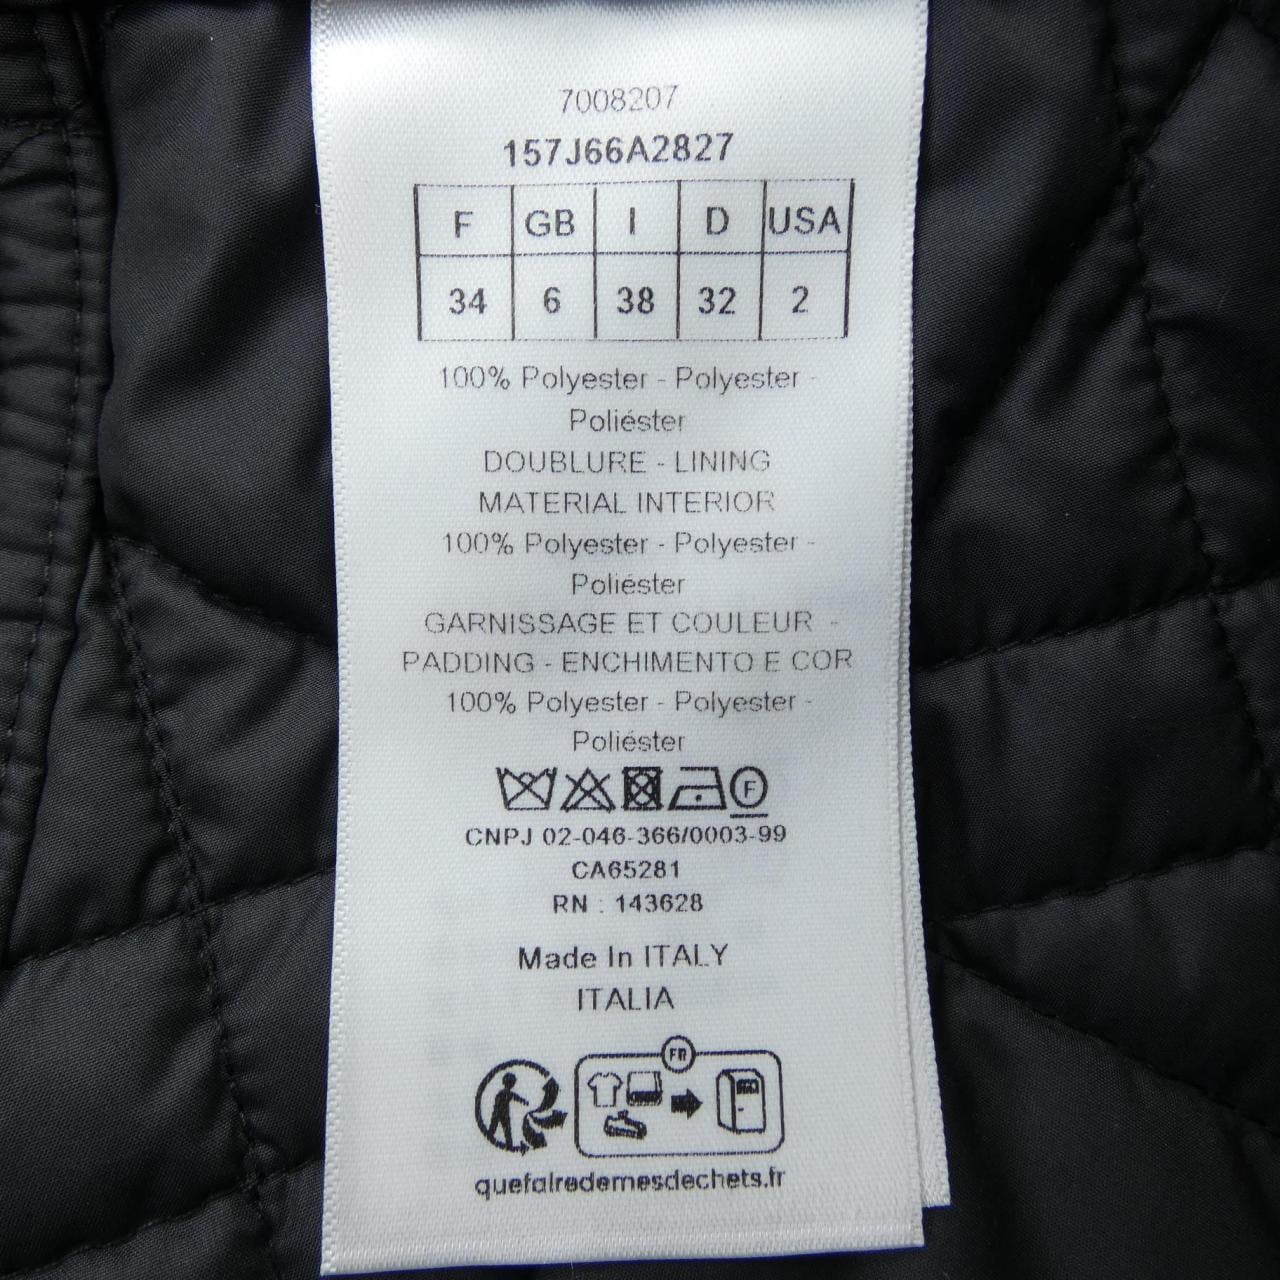 7008207
157J66A2827
F GB I D USA
34 6 38 32 2
100% Polyester - Polyester -
Poliéster
DOUBLURE - LINING
MATERIAL INTERIOR
100% Polyester - Polyester -
Poliéster
GARNISSAGE ET COULEUR -
PADDING - ENCHIMENTO E COR
100% Polyester - Polyester -
Poliéster
F
CNPJ 02-046-366/0003-99
CA65281
RN : 143628
Made In ITALY
ITALIA
FR
quefairedemesdechets.fr